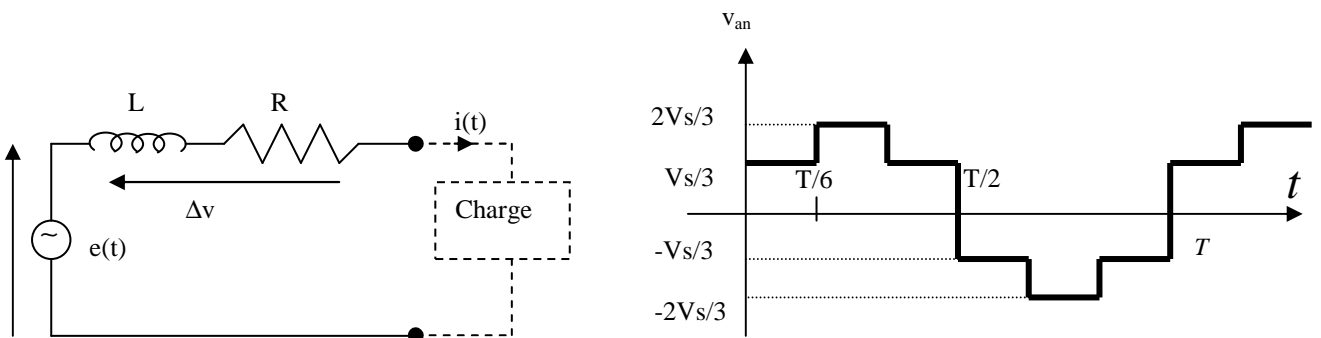 L
R
i(t)
Δv
Charge
~
e(t)
v_an
2Vs/3
Vs/3
T/6
T/2
t
-Vs/3
T
-2Vs/3